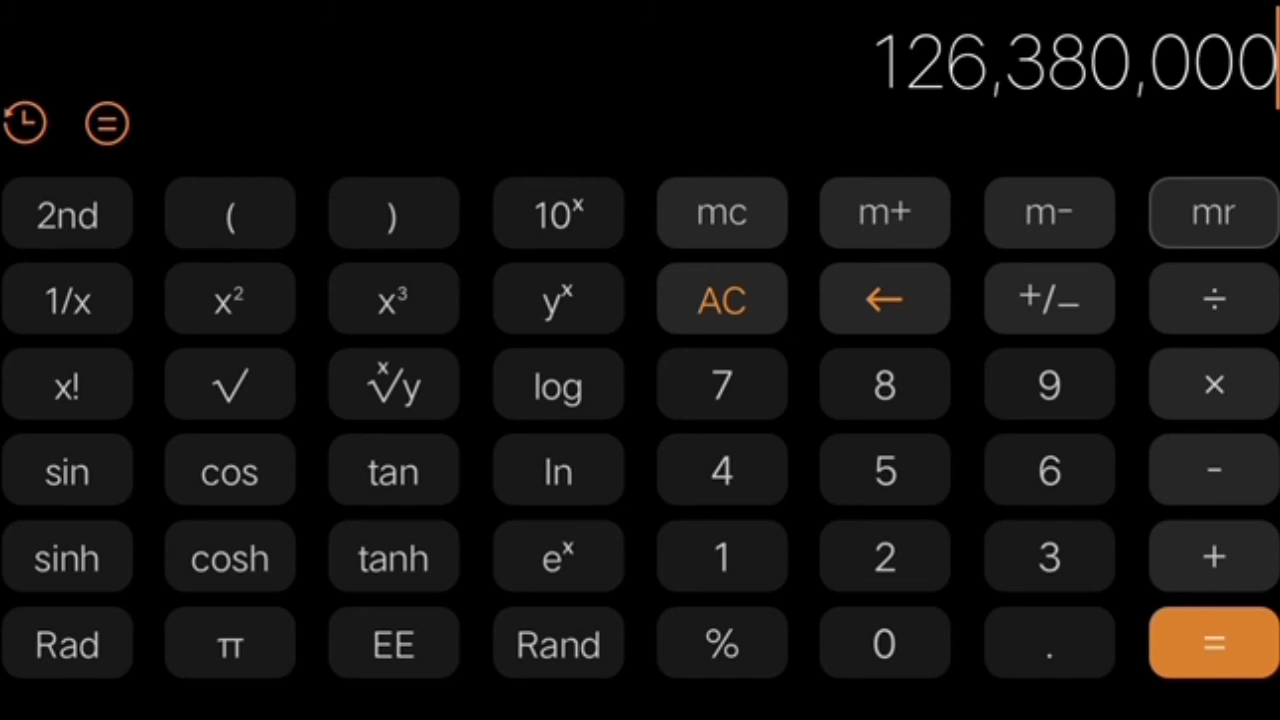 126,380,000
2nd ( ) 10ˣ mc m+ m- mr
1/x x² x³ yˣ AC ← +/− ÷
x! √ ˣ√y log 7 8 9 ×
sin cos tan ln 4 5 6 -
sinh cosh tanh eˣ 1 2 3 +
Rad π EE Rand % 0 . =